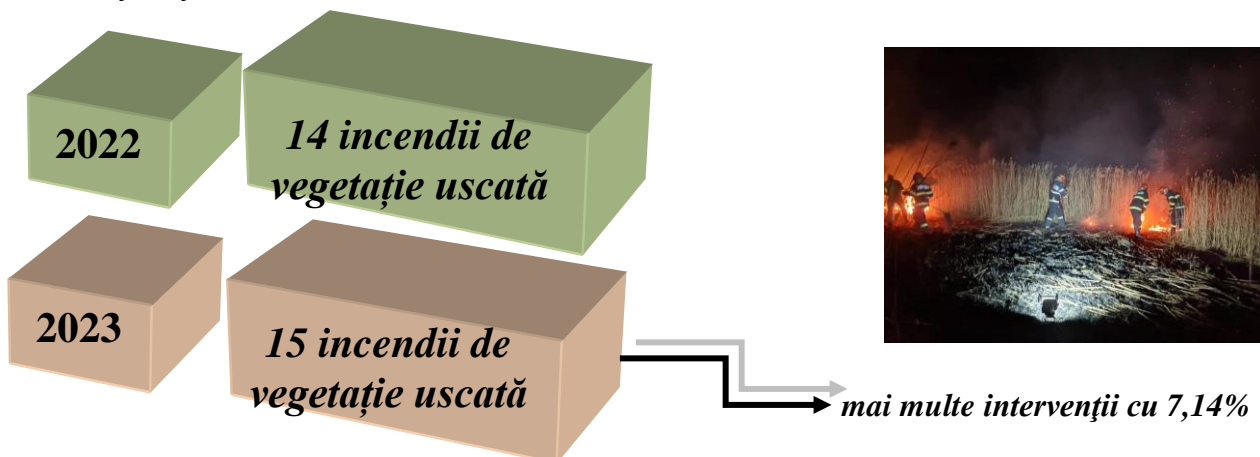 2022
14 incendii de
vegetație uscată
2023
15 incendii de
vegetație uscată
mai multe intervenţii cu 7,14%